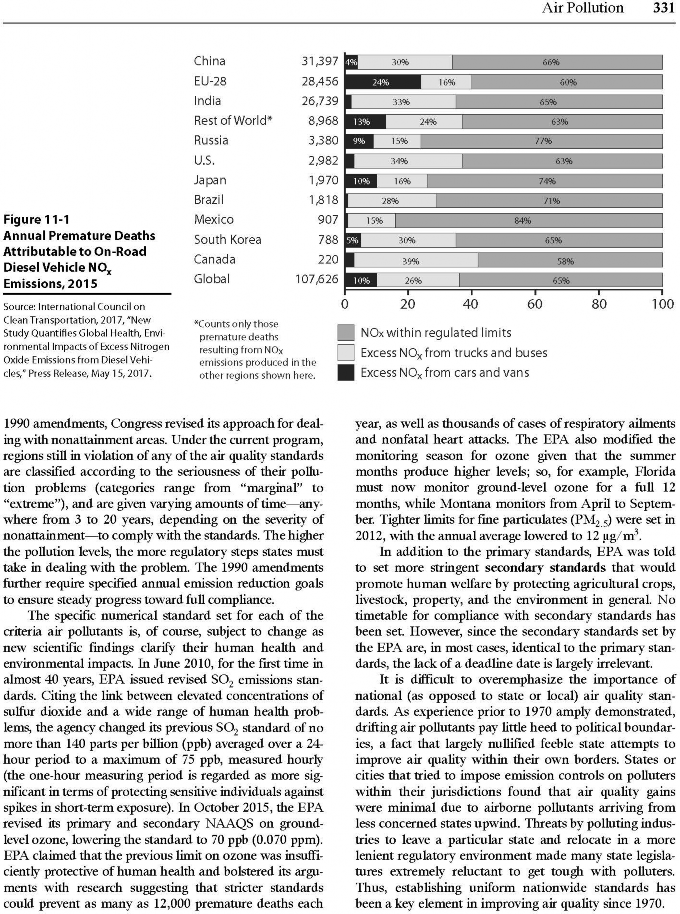 Air Pollution 331
China 31,397 4% 30% 66%
EU-28 28,456 24% 16% 60%
India 26,739 33% 65%
Rest of World* 8,968 13% 24% 63%
Russia 3,380 9% 15% 77%
U.S. 2,982 34% 63%
Japan 1,970 10% 16% 74%
Brazil 1,818 28% 71%
Mexico 907 15% 84%
South Korea 788 5% 30% 65%
Canada 220 39% 58%
Global 107,626 10% 26% 65%
0 20 40 60 80 100
Figure 11-1
Annual Premature Deaths
Attributable to On-Road
Diesel Vehicle NOx
Emissions, 2015
Source: International Council on
Clean Transportation, 2017, "New
Study Quantifies Global Health, Envi-
ronmental Impacts of Excess Nitrogen
Oxide Emissions from Diesel Vehi-
cles," Press Release, May 15, 2017.
*Counts only those
premature deaths
resulting from NOx
emissions produced in the
other regions shown here.
NOx within regulated limits
Excess NOx from trucks and buses
Excess NOx from cars and vans
1990 amendments, Congress revised its approach for deal-
ing with nonattainment areas. Under the current program,
regions still in violation of any of the air quality standards
are classified according to the seriousness of their pollu-
tion problems (categories range from “marginal” to
“extreme”), and are given varying amounts of time—any-
where from 3 to 20 years, depending on the severity of
nonattainment—to comply with the standards. The higher
the pollution levels, the more regulatory steps states must
take in dealing with the problem. The 1990 amendments
further require specified annual emission reduction goals
to ensure steady progress toward full compliance.
The specific numerical standard set for each of the
criteria air pollutants is, of course, subject to change as
new scientific findings clarify their human health and
environmental impacts. In June 2010, for the first time in
almost 40 years, EPA issued revised SO2 emissions stan-
dards. Citing the link between elevated concentrations of
sulfur dioxide and a wide range of human health prob-
lems, the agency changed its previous SO2 standard of no
more than 140 parts per billion (ppb) averaged over a 24-
hour period to a maximum of 75 ppb, measured hourly
(the one-hour measuring period is regarded as more sig-
nificant in terms of protecting sensitive individuals against
spikes in short-term exposure). In October 2015, the EPA
revised its primary and secondary NAAQS on ground-
level ozone, lowering the standard to 70 ppb (0.070 ppm).
EPA claimed that the previous limit on ozone was insuffi-
ciently protective of human health and bolstered its argu-
ments with research suggesting that stricter standards
could prevent as many as 12,000 premature deaths each
year, as well as thousands of cases of respiratory ailments
and nonfatal heart attacks. The EPA also modified the
monitoring season for ozone given that the summer
months produce higher levels; so, for example, Florida
must now monitor ground-level ozone for a full 12
months, while Montana monitors from April to Septem-
ber. Tighter limits for fine particulates (PM2.5) were set in
2012, with the annual average lowered to 12 µg/m³.
In addition to the primary standards, EPA was told
to set more stringent secondary standards that would
promote human welfare by protecting agricultural crops,
livestock, property, and the environment in general. No
timetable for compliance with secondary standards has
been set. However, since the secondary standards set by
the EPA are, in most cases, identical to the primary stan-
dards, the lack of a deadline date is largely irrelevant.
It is difficult to overemphasize the importance of
national (as opposed to state or local) air quality stan-
dards. As experience prior to 1970 amply demonstrated,
drifting air pollutants pay little heed to political boundar-
ies, a fact that largely nullified feeble state attempts to
improve air quality within their own borders. States or
cities that tried to impose emission controls on polluters
within their jurisdictions found that air quality gains
were minimal due to airborne pollutants arriving from
less concerned states upwind. Threats by polluting indus-
tries to leave a particular state and relocate in a more
lenient regulatory environment made many state legisla-
tures extremely reluctant to get tough with polluters.
Thus, establishing uniform nationwide standards has
been a key element in improving air quality since 1970.